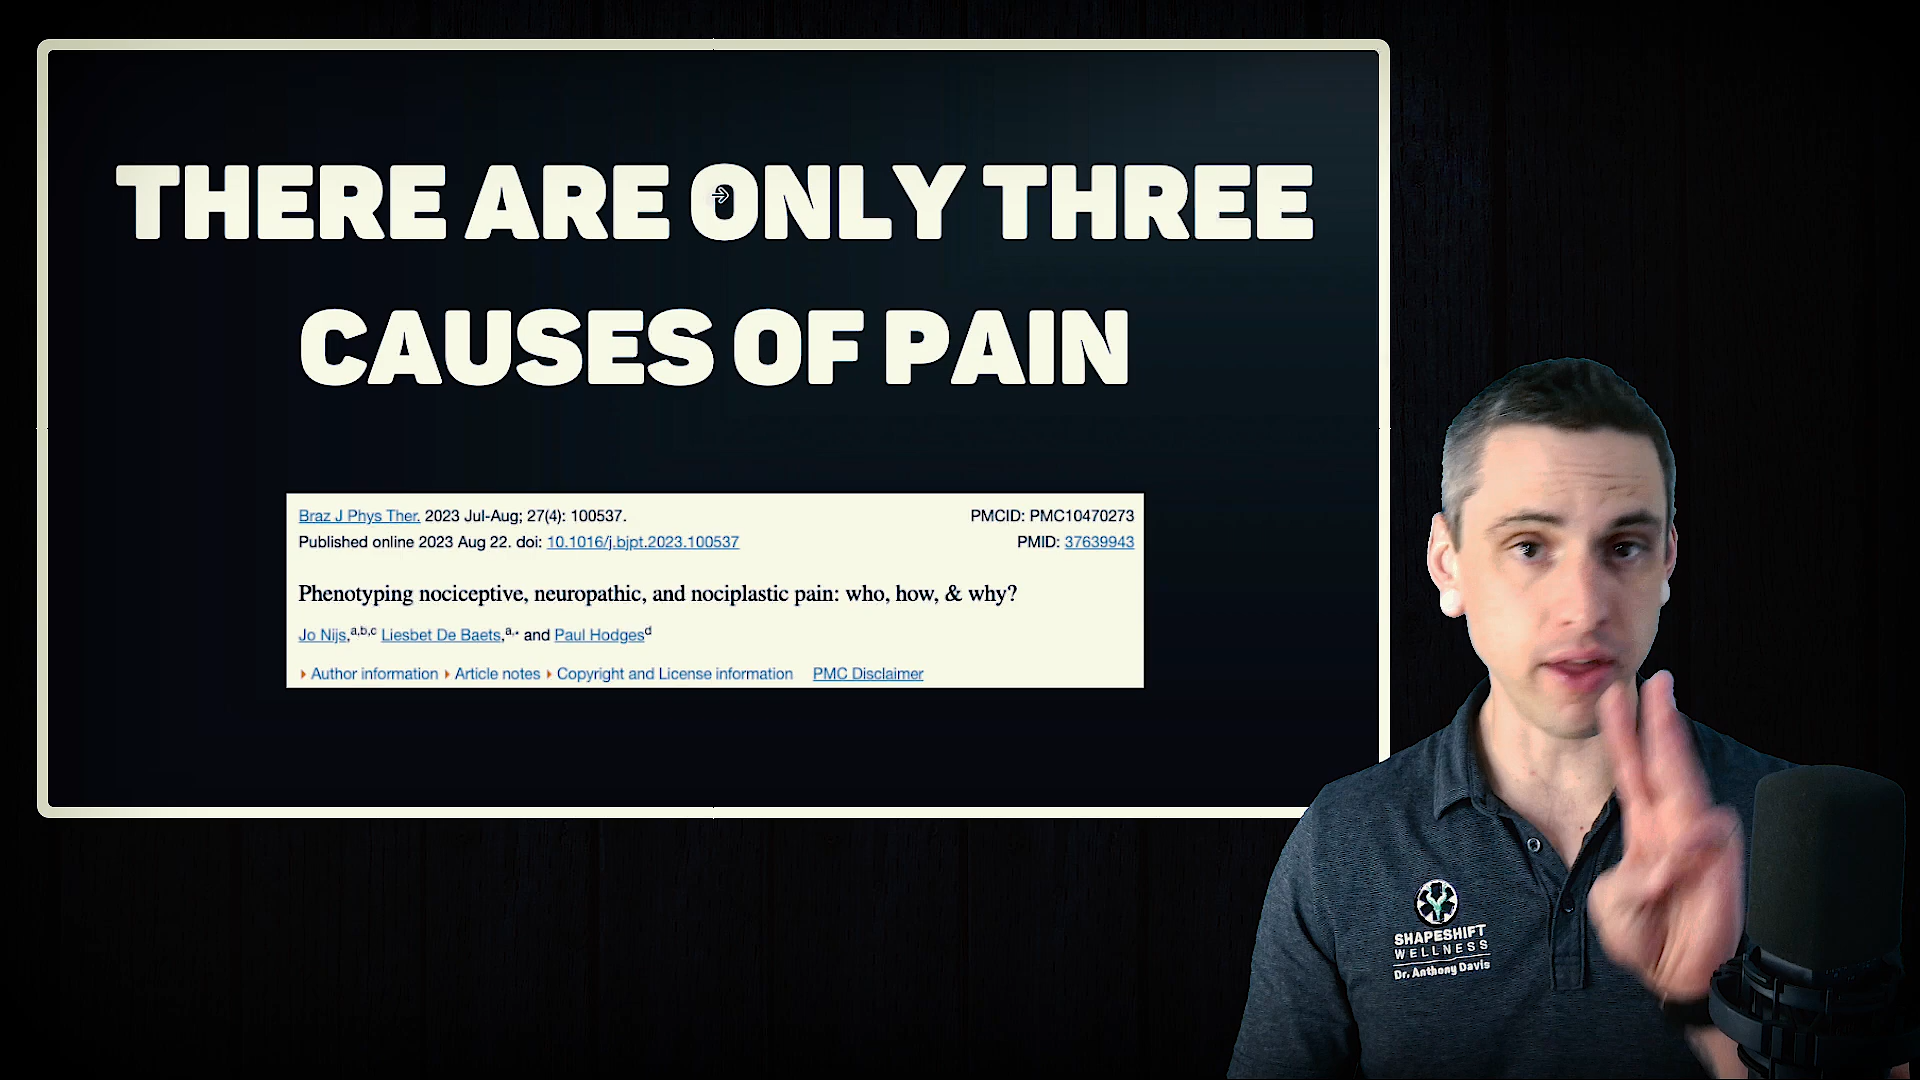 THERE ARE ONLY THREE
CAUSES OF PAIN
Braz J Phys Ther. 2023 Jul-Aug; 27(4): 100537. PMCID: PMC10470273
Published online 2023 Aug 22. doi: 10.1016/j.bjpt.2023.100537 PMID: 37639943
Phenotyping nociceptive, neuropathic, and nociplastic pain: who, how, & why?
Jo Nijs,a,b,c Liesbet De Baets,a,⁎ and Paul Hodgesd
Author information Article notes Copyright and License information PMC Disclaimer
SHAPESHIFT
WELLNESS
Dr. Anthony Davis